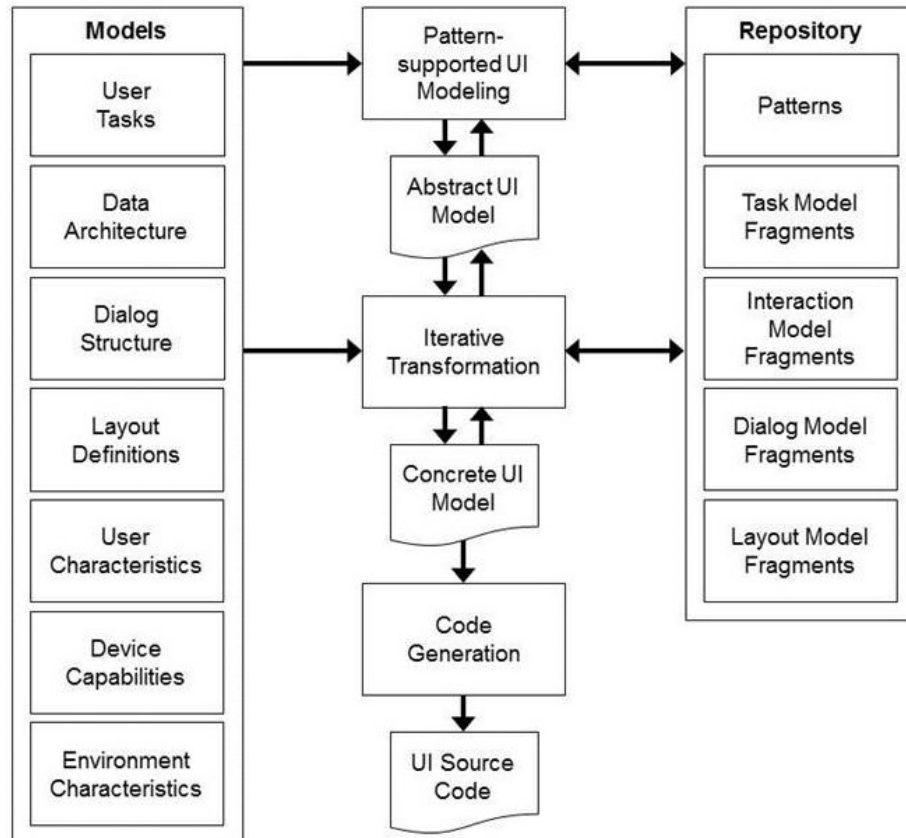 Models
User
Tasks
Data
Architecture
Dialog
Structure
Layout
Definitions
User
Characteristics
Device
Capabilities
Environment
Characteristics
Pattern-
supported UI
Modeling
Abstract UI
Model
Iterative
Transformation
Concrete UI
Model
Code
Generation
UI Source
Code
Repository
Patterns
Task Model
Fragments
Interaction
Model
Fragments
Dialog Model
Fragments
Layout Model
Fragments